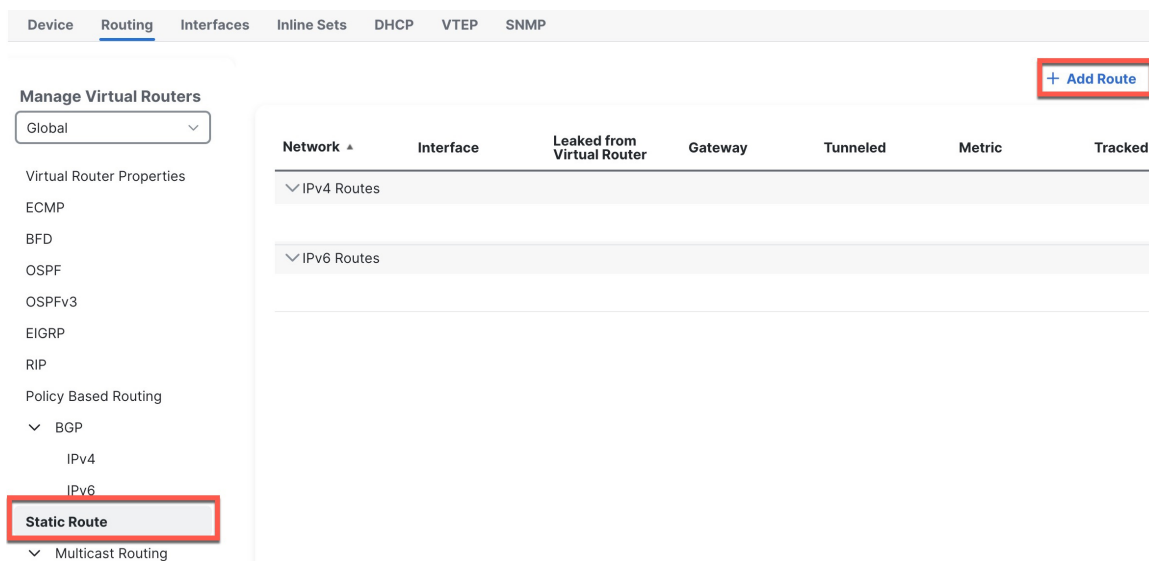 Device Routing Interfaces Inline Sets DHCP VTEP SNMP
+ Add Route
Manage Virtual Routers
Global
Virtual Router Properties
ECMP
BFD
OSPF
OSPFv3
EIGRP
RIP
Policy Based Routing
BGP
IPv4
IPv6
Static Route
Multicast Routing
Network Interface Leaked from Virtual Router Gateway Tunneled Metric Tracked
IPv4 Routes
IPv6 Routes